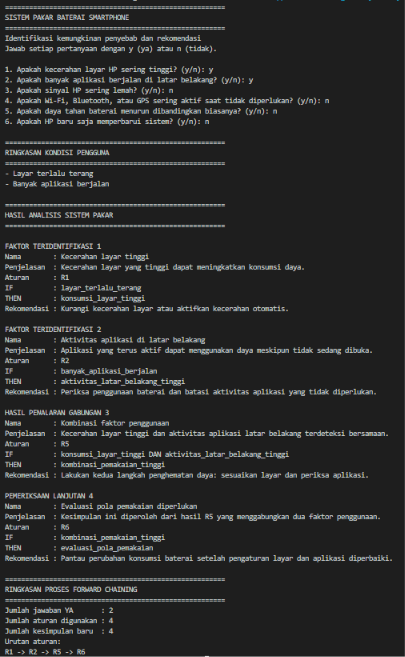 ======================================================
SISTEM PAKAR BATERAI SMARTPHONE
======================================================
Identifikasi kemungkinan penyebab dan rekomendasi
Jawab setiap pertanyaan dengan y (ya) atau n (tidak).

1. Apakah kecerahan layar HP sering tinggi? (y/n): y
2. Apakah banyak aplikasi berjalan di latar belakang? (y/n): y
3. Apakah sinyal HP sering lemah? (y/n): n
4. Apakah Wi-Fi, Bluetooth, atau GPS sering aktif saat tidak diperlukan? (y/n): n
5. Apakah daya tahan baterai menurun dibandingkan biasanya? (y/n): n
6. Apakah HP baru saja memperbarui sistem? (y/n): n

======================================================
RINGKASAN KONDISI PENGGUNA
======================================================
- Layar terlalu terang
- Banyak aplikasi berjalan

======================================================
HASIL ANALISIS SISTEM PAKAR
======================================================

FAKTOR TERIDENTIFIKASI 1
Nama : Kecerahan layar tinggi
Penjelasan : Kecerahan layar yang tinggi dapat meningkatkan konsumsi daya.
Aturan : R1
IF : layar_terlalu_terang
THEN : konsumsi_layar_tinggi
Rekomendasi : Kurangi kecerahan layar atau aktifkan kecerahan otomatis.

FAKTOR TERIDENTIFIKASI 2
Nama : Aktivitas aplikasi di latar belakang
Penjelasan : Aplikasi yang terus aktif dapat menggunakan daya meskipun tidak sedang dibuka.
Aturan : R2
IF : banyak_aplikasi_berjalan
THEN : aktivitas_latar_belakang_tinggi
Rekomendasi : Periksa penggunaan baterai dan batasi aktivitas aplikasi yang tidak diperlukan.

HASIL PENALARAN GABUNGAN 3
Nama : Kombinasi faktor penggunaan
Penjelasan : Kecerahan layar tinggi dan aktivitas aplikasi latar belakang terdeteksi bersamaan.
Aturan : R5
IF : konsumsi_layar_tinggi DAN aktivitas_latar_belakang_tinggi
THEN : kombinasi_pemakaian_tinggi
Rekomendasi : Lakukan kedua langkah penghematan daya: sesuaikan layar dan periksa aplikasi.

PEMERIKSAAN LANJUTAN 4
Nama : Evaluasi pola pemakaian diperlukan
Penjelasan : Kesimpulan ini diperoleh dari hasil R5 yang menggabungkan dua faktor penggunaan.
Aturan : R6
IF : kombinasi_pemakaian_tinggi
THEN : evaluasi_pola_pemakaian
Rekomendasi : Pantau perubahan konsumsi baterai setelah pengaturan layar dan aplikasi diperbaiki.

======================================================
RINGKASAN PROSES FORWARD CHAINING
======================================================
Jumlah jawaban YA : 2
Jumlah aturan digunakan : 4
Jumlah kesimpulan baru : 4
Urutan aturan:
R1 -> R2 -> R5 -> R6